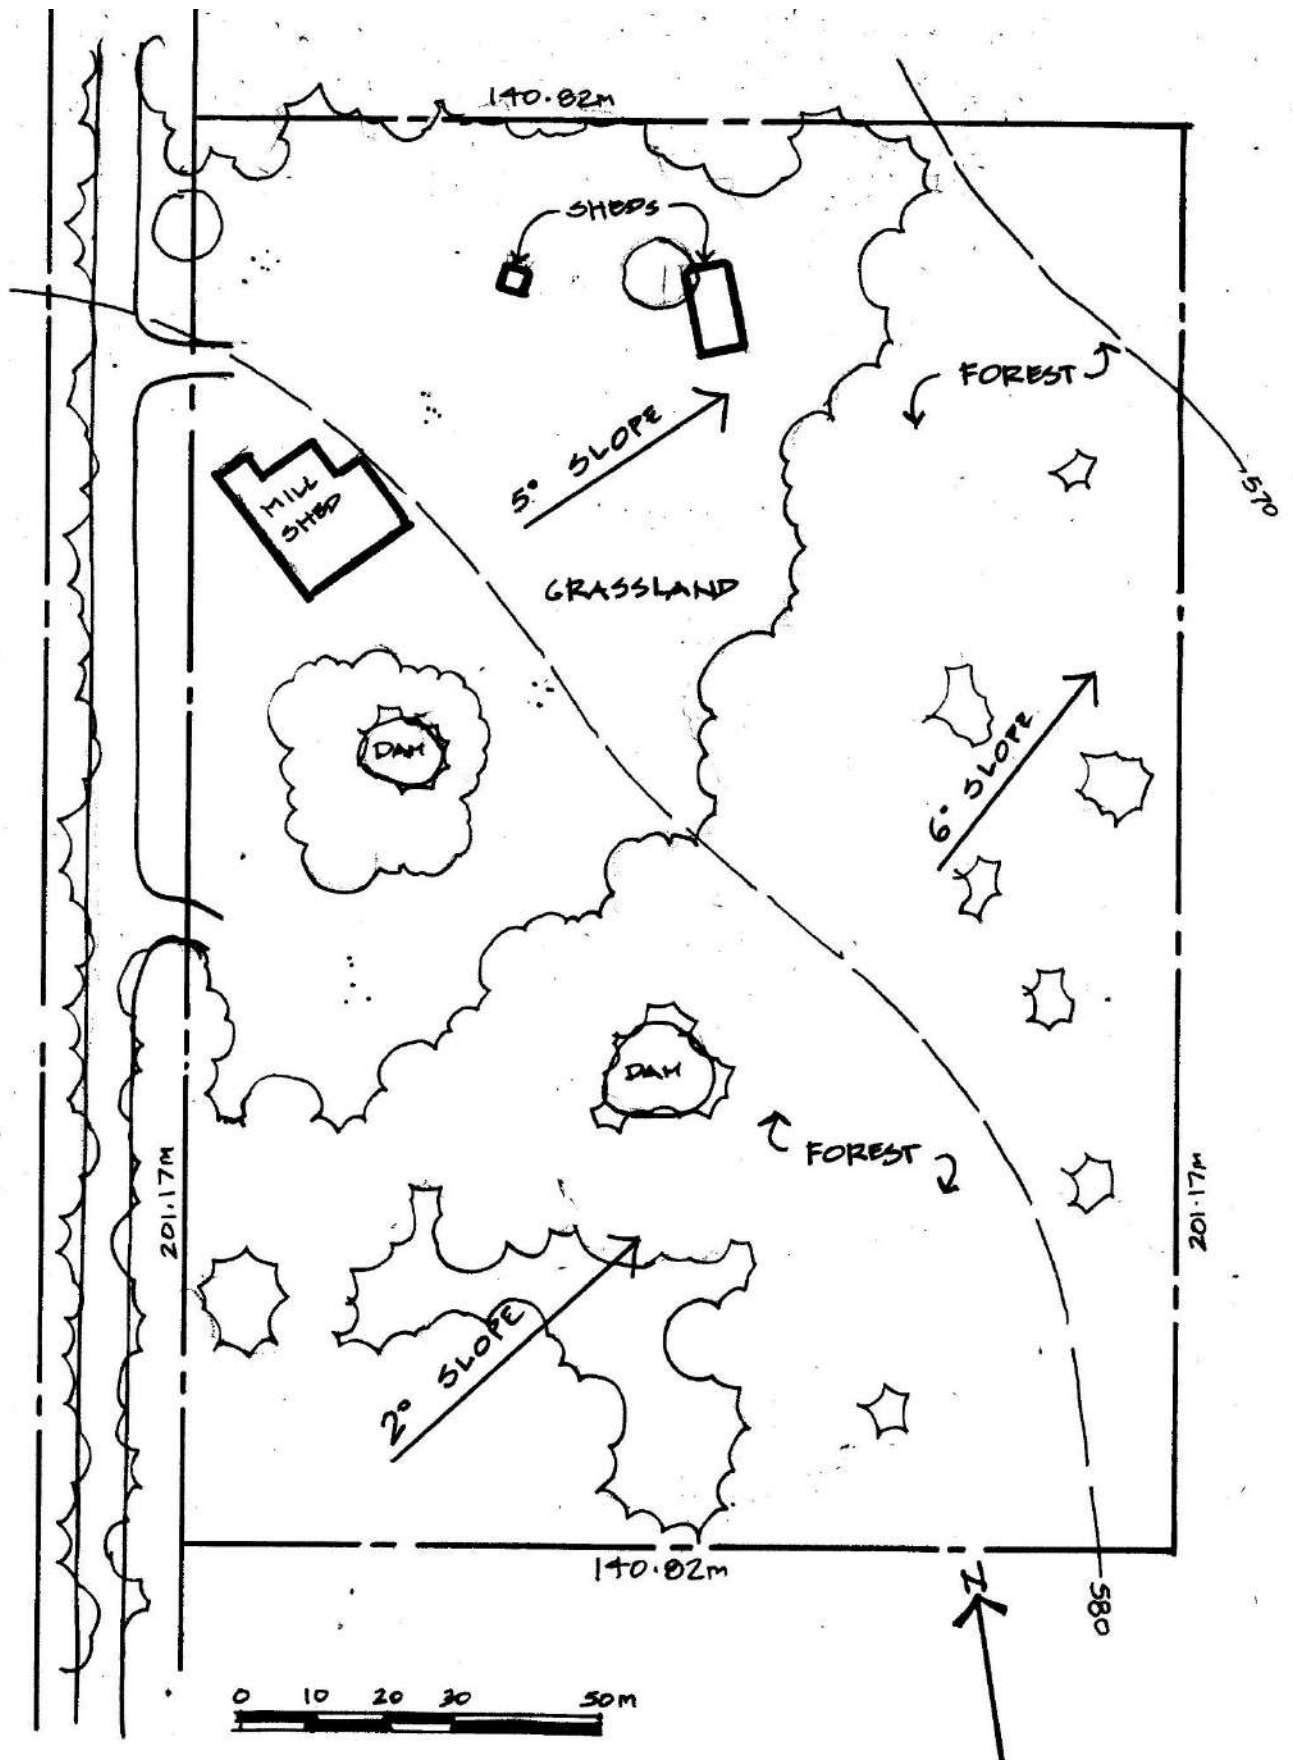 140.82m
SHEDS
FOREST
5° SLOPE
570
MILL
SHED
GRASSLAND
DAM
6° SLOPE
DAM
FOREST
201.17m
201.17m
2° SLOPE
140.82m
N
580
0 10 20 30 50m